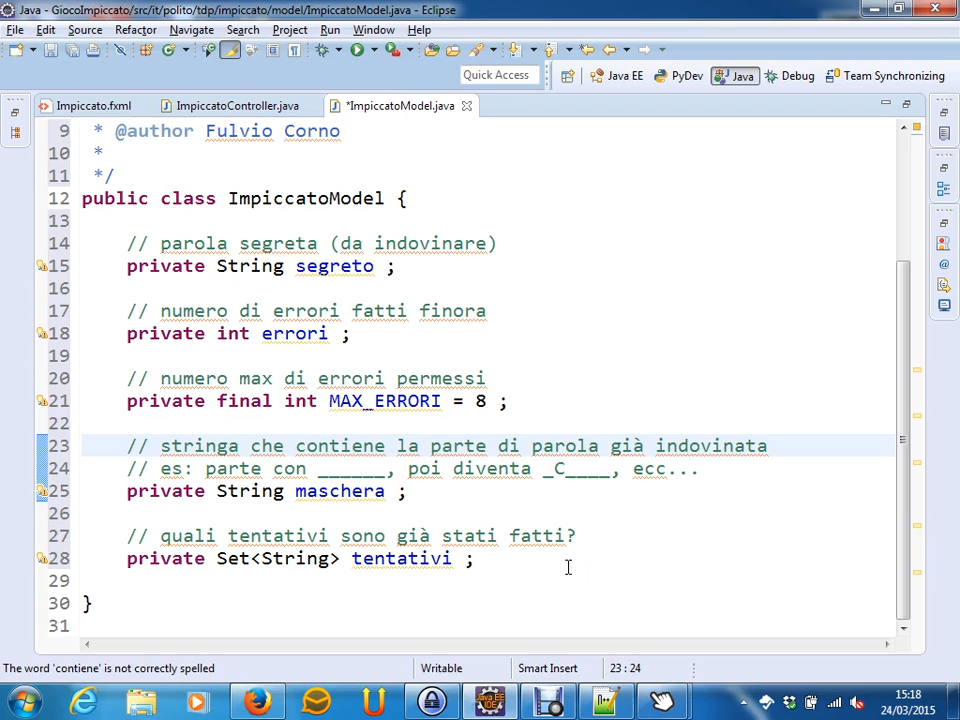 Java - GiocoImpiccato/src/it/polito/tdp/impiccato/model/ImpiccatoModel.java - Eclipse
File Edit Source Refactor Navigate Search Project Run Window Help
Quick Access Java EE PyDev Java Debug Team Synchronizing
Impiccato.fxml ImpiccatoController.java *ImpiccatoModel.java
9 * @author Fulvio Corno
10 *
11 */
12 public class ImpiccatoModel {
13
14 // parola segreta (da indovinare)
15 private String segreto ;
16
17 // numero di errori fatti finora
18 private int errori ;
19
20 // numero max di errori permessi
21 private final int MAX_ERRORI = 8 ;
22
23 // stringa che contiene la parte di parola già indovinata
24 // es: parte con ______, poi diventa _C____, ecc...
25 private String maschera ;
26
27 // quali tentativi sono già stati fatti?
28 private Set<String> tentativi ;
29
30 }
31
The word 'contiene' is not correctly spelled Writable Smart Insert 23 : 24
15:18
24/03/2015